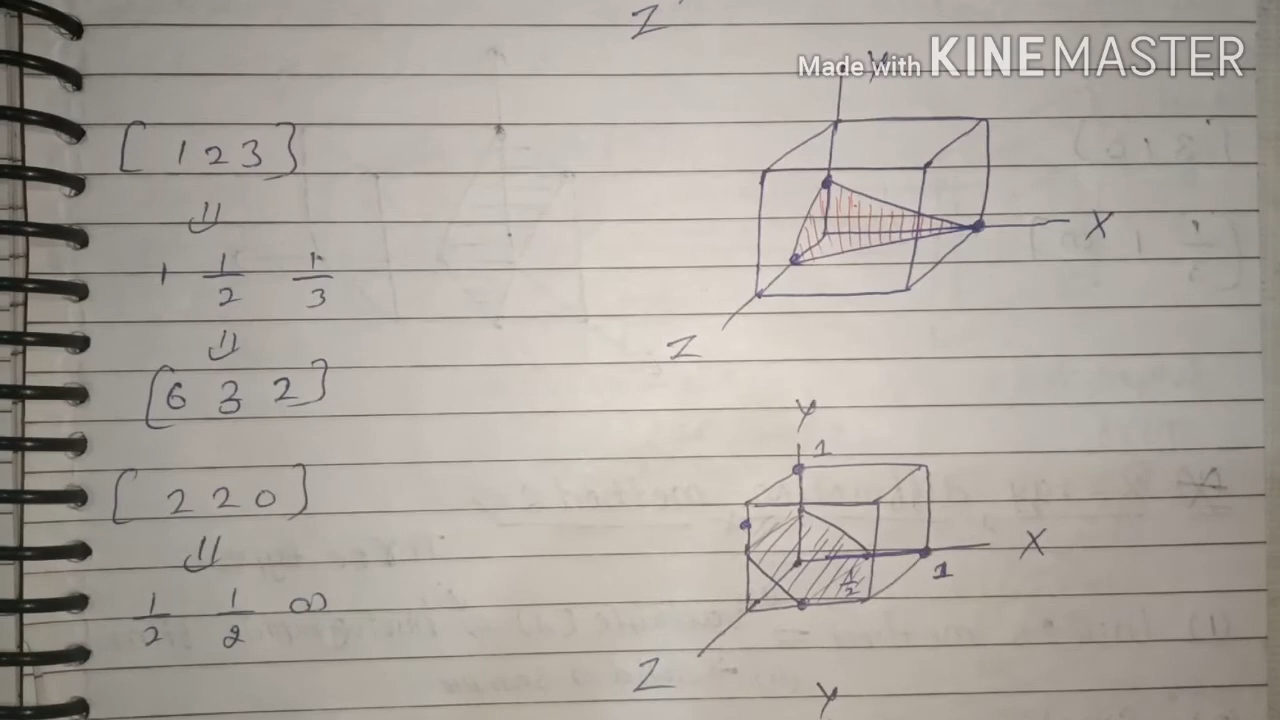 Z
Y
Made with KINEMASTER
[ 1 2 3 ]
⇓
1 1/2 1/3
⇓
[6 3 2]
X
Z
[ 2 2 0 ]
⇓
1/2 1/2 ∞
Y
1
X
1/2
1
Z
Y